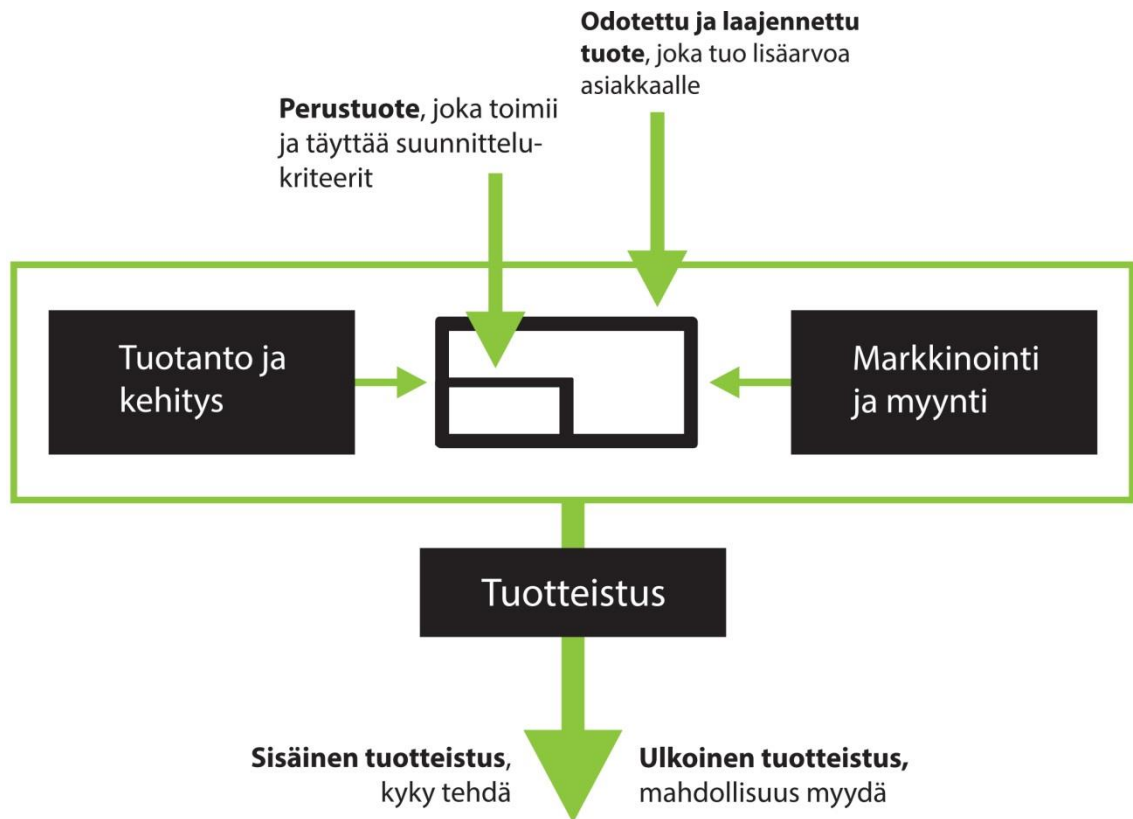 Odotettu ja laajennettu
tuote, joka tuo lisäarvoa
asiakkaalle
Perustuote, joka toimii
ja täyttää suunnittelu-
kriteerit
Tuotanto ja
kehitys
Markkinointi
ja myynti
Tuotteistus
Sisäinen tuotteistus,
kyky tehdä
Ulkoinen tuotteistus,
mahdollisuus myydä